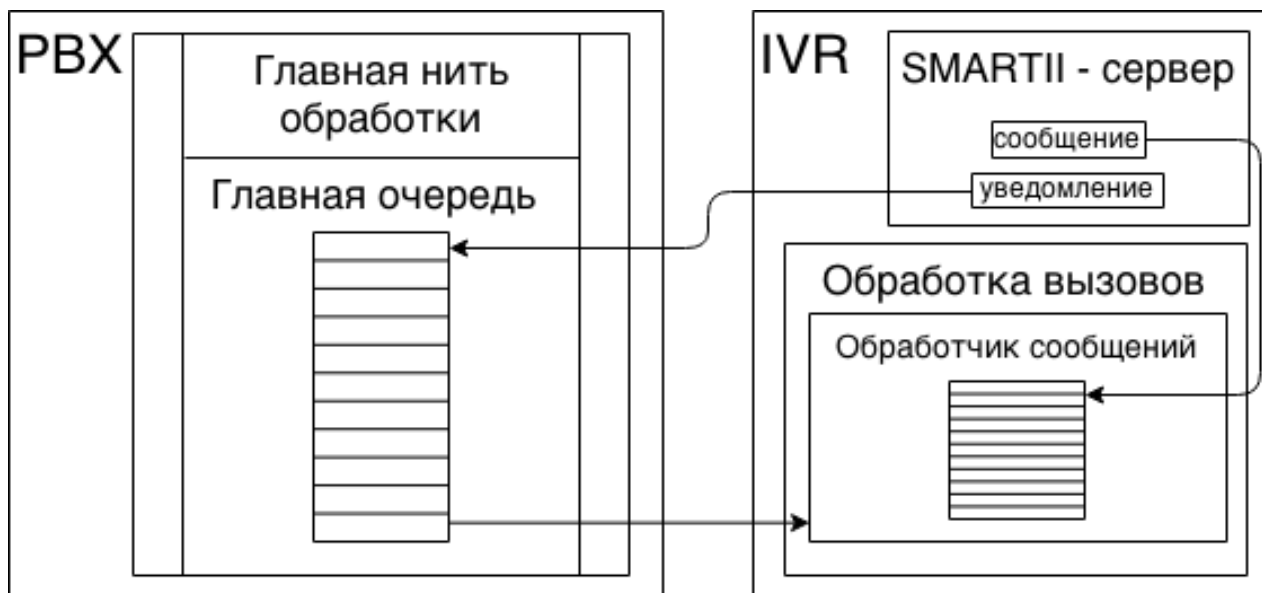 PBX
Главная нить
обработки
Главная очередь
IVR
SMARTII - сервер
сообщение
уведомление
Обработка вызовов
Обработчик сообщений